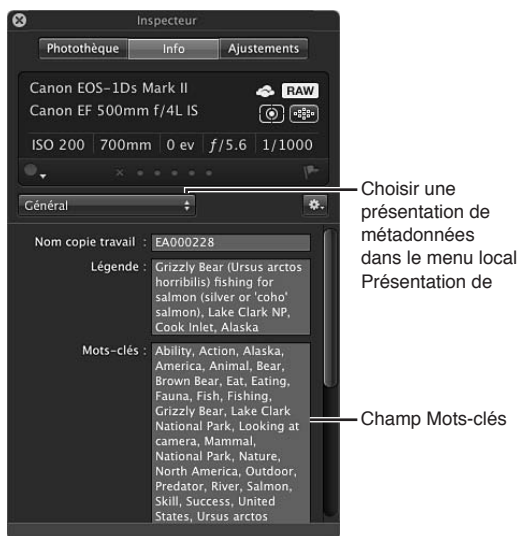 Inspecteur
Photothèque Info Ajustements
Canon EOS-1Ds Mark II
RAW
Canon EF 500mm f/4L IS
ISO 200 700mm 0 ev ƒ/5.6 1/1000
Général
Nom copie travail : EA000228
Légende : Grizzly Bear (Ursus arctos
horribilis) fishing for
salmon (silver or 'coho'
salmon), Lake Clark NP,
Cook Inlet, Alaska
Mots-clés : Ability, Action, Alaska,
America, Animal, Bear,
Brown Bear, Eat, Eating,
Fauna, Fish, Fishing,
Grizzly Bear, Lake Clark
National Park, Looking at
camera, Mammal,
National Park, Nature,
North America, Outdoor,
Predator, River, Salmon,
Skill, Success, United
States, Ursus arctos
Choisir une
présentation de
métadonnées
dans le menu local
Présentation de
Champ Mots-clés